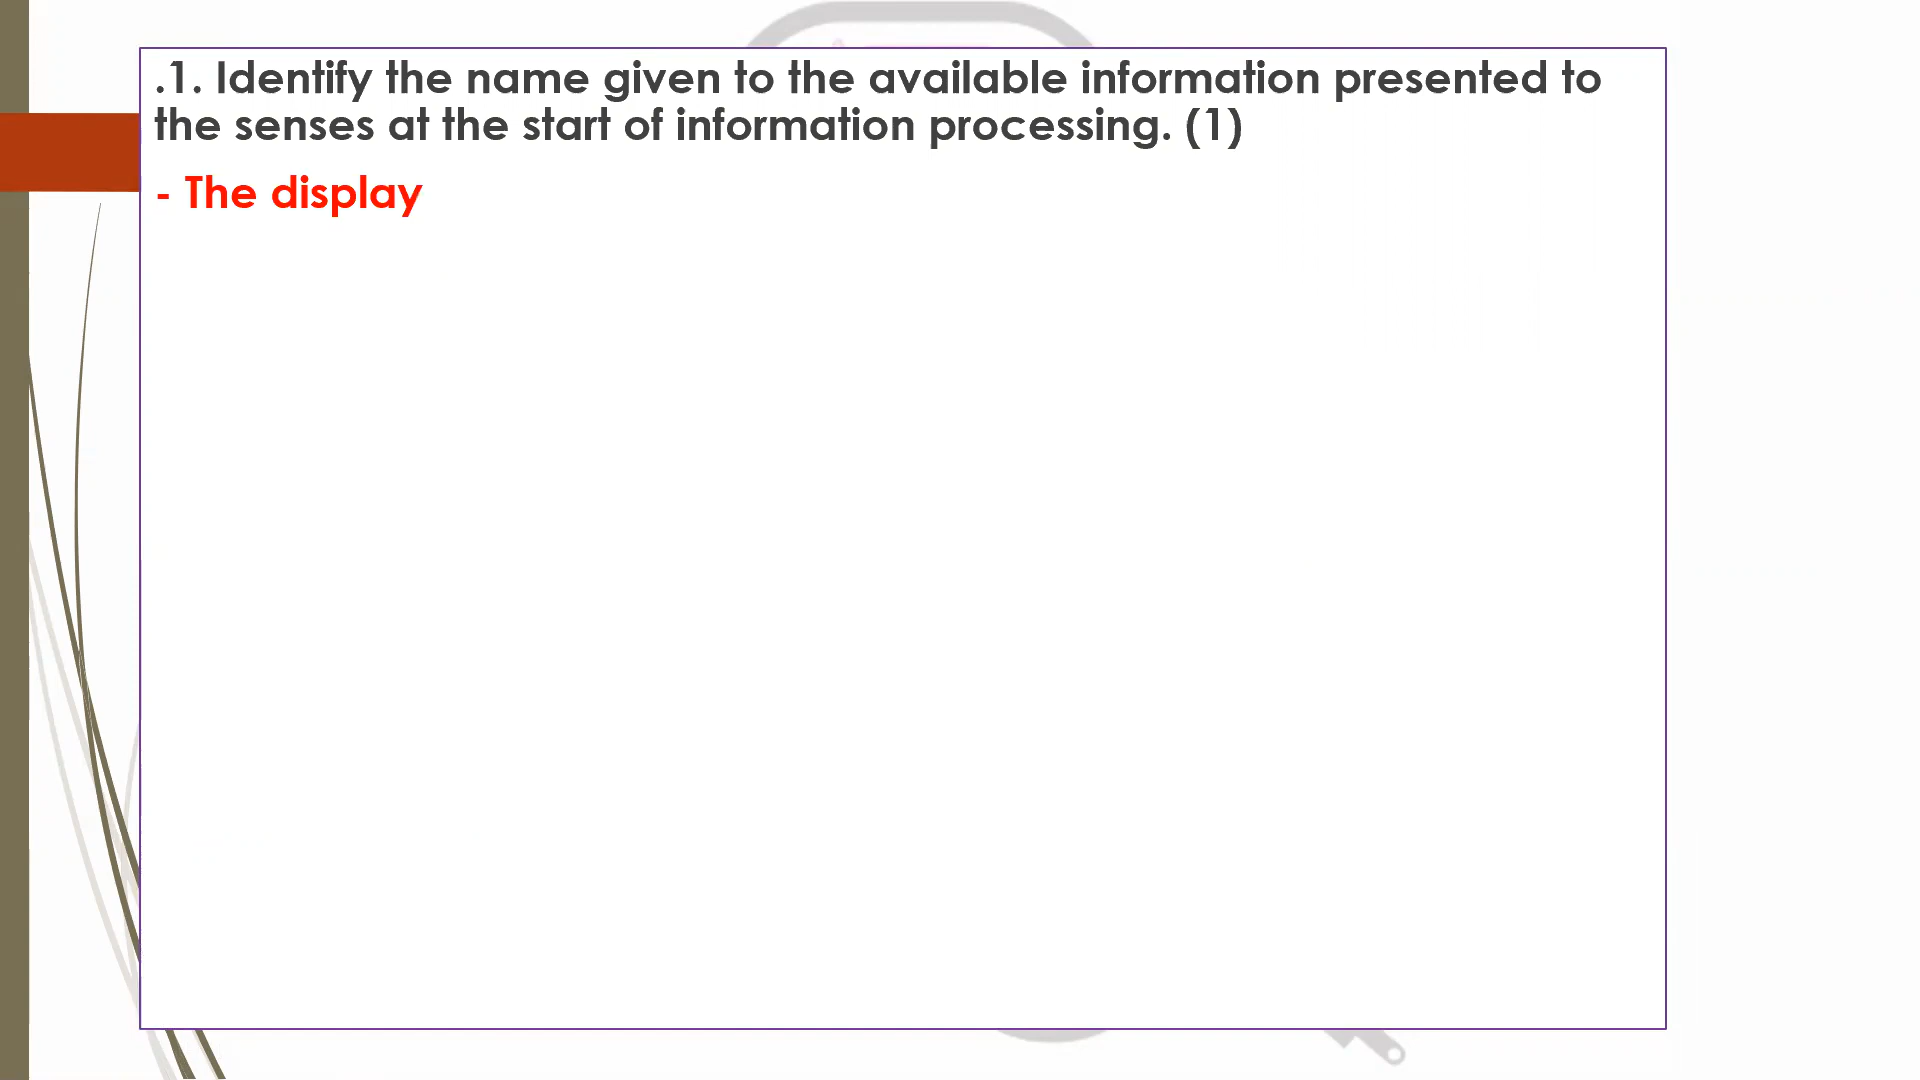 .1. Identify the name given to the available information presented to
the senses at the start of information processing. (1)
- The display